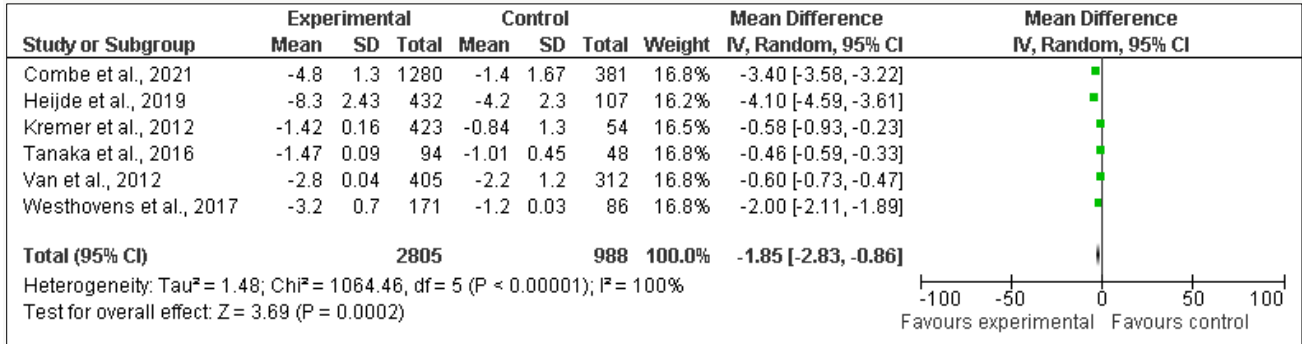 Experimental Control Mean Difference Mean Difference
Study or Subgroup Mean SD Total Mean SD Total Weight IV, Random, 95% CI IV, Random, 95% CI
Combe et al., 2021 -4.8 1.3 1280 -1.4 1.67 381 16.8% -3.40 [-3.58, -3.22]
Heijde et al., 2019 -8.3 2.43 432 -4.2 2.3 107 16.2% -4.10 [-4.59, -3.61]
Kremer et al., 2012 -1.42 0.16 423 -0.84 1.3 54 16.5% -0.58 [-0.93, -0.23]
Tanaka et al., 2016 -1.47 0.09 94 -1.01 0.45 48 16.8% -0.46 [-0.59, -0.33]
Van et al., 2012 -2.8 0.04 405 -2.2 1.2 312 16.8% -0.60 [-0.73, -0.47]
Westhovens et al., 2017 -3.2 0.7 171 -1.2 0.03 86 16.8% -2.00 [-2.11, -1.89]
Total (95% CI) 2805 988 100.0% -1.85 [-2.83, -0.86]
Heterogeneity: Tau² = 1.48; Chi² = 1064.46, df = 5 (P < 0.00001); I² = 100%
Test for overall effect: Z = 3.69 (P = 0.0002)
-100 -50 0 50 100
Favours experimental Favours control